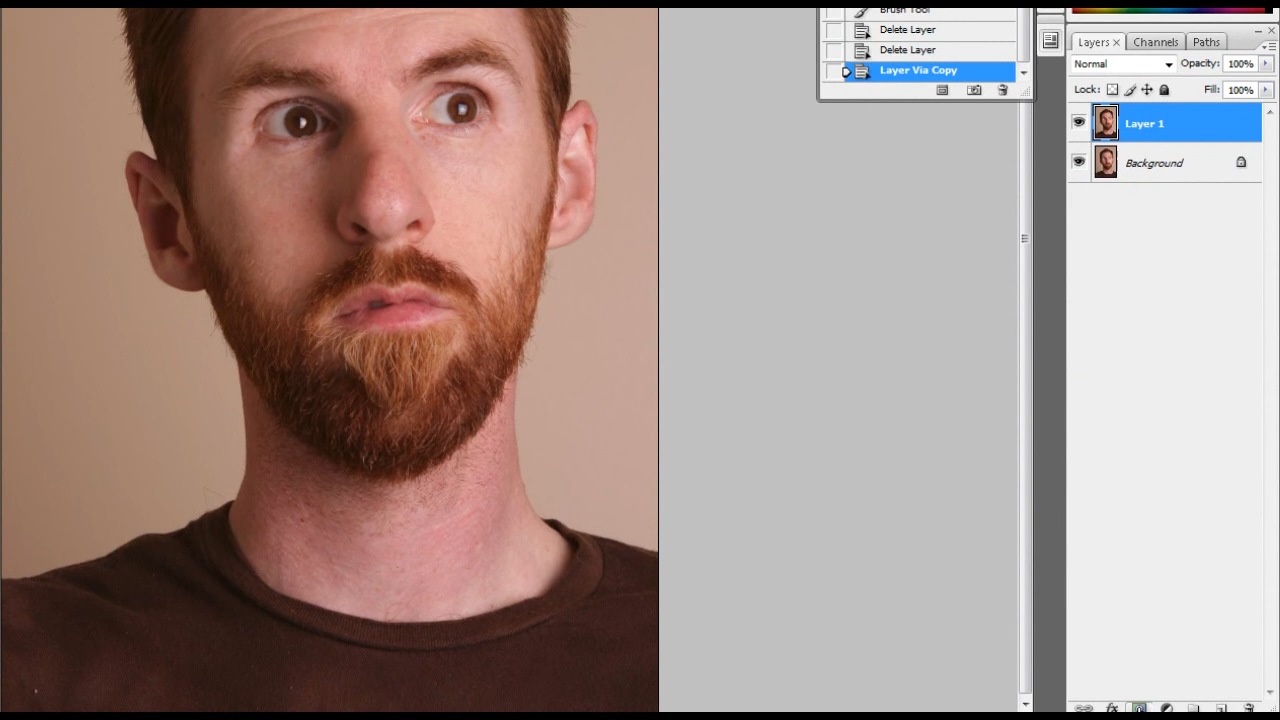 Brush Tool
Delete Layer
Delete Layer
Layer Via Copy
Layers × Channels Paths
Normal Opacity: 100%
Lock: Fill: 100%
Layer 1
Background
fx